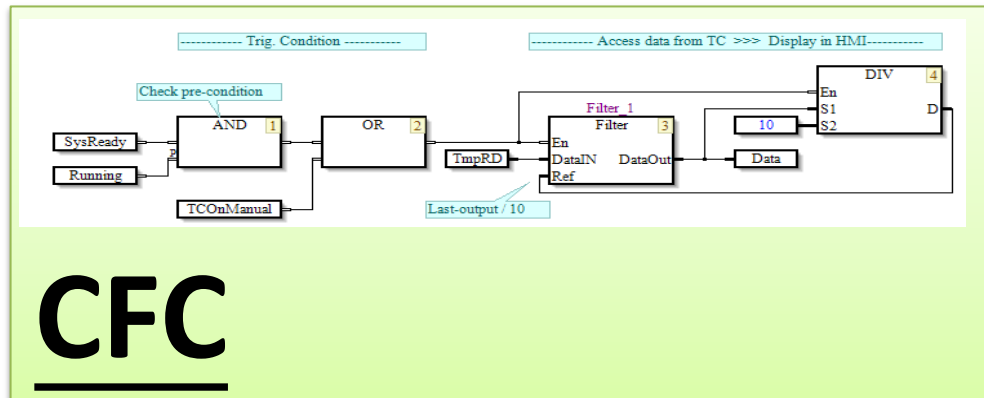 ------------ Trig. Condition -----------
------------ Access data from TC >>> Display in HMI-----------
Check pre-condition
AND 1
SysReady
P
Running
OR 2
TCOnManual
Filter_1
Filter 3
En
TmpRD
DataIN DataOut
Ref
Data
Last-output / 10
DIV 4
En
S1 D
10
S2
CFC